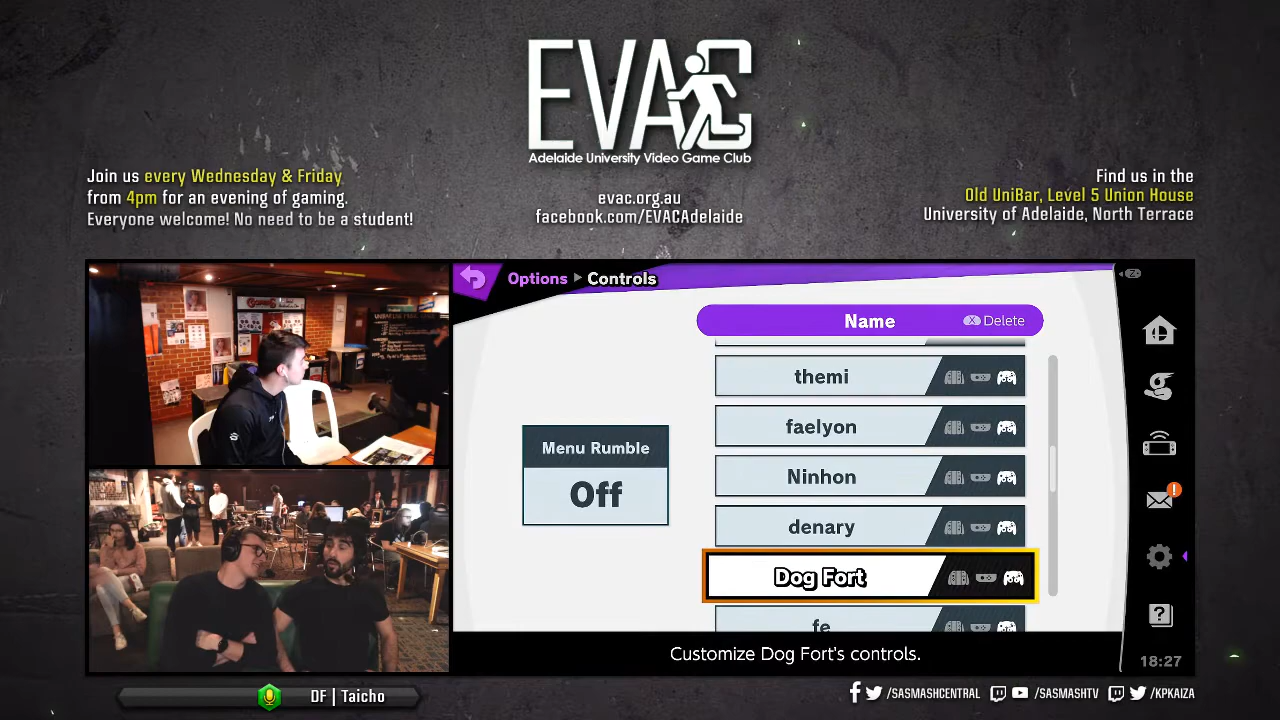 EVAC
Adelaide University Video Game Club
Join us every Wednesday & Friday
from 4pm for an evening of gaming.
Everyone welcome! No need to be a student!
evac.org.au
facebook.com/EVACAdelaide
Find us in the
Old UniBar, Level 5 Union House
University of Adelaide, North Terrace
Options ▸ Controls
Name
X Delete
Menu Rumble
Off
themi
faelyon
Ninhon
denary
Dog Fort
fe
Customize Dog Fort's controls.
18:27
DF | Taicho
/SASMASHCENTRAL
/SASMASHTV
/KPKAIZA